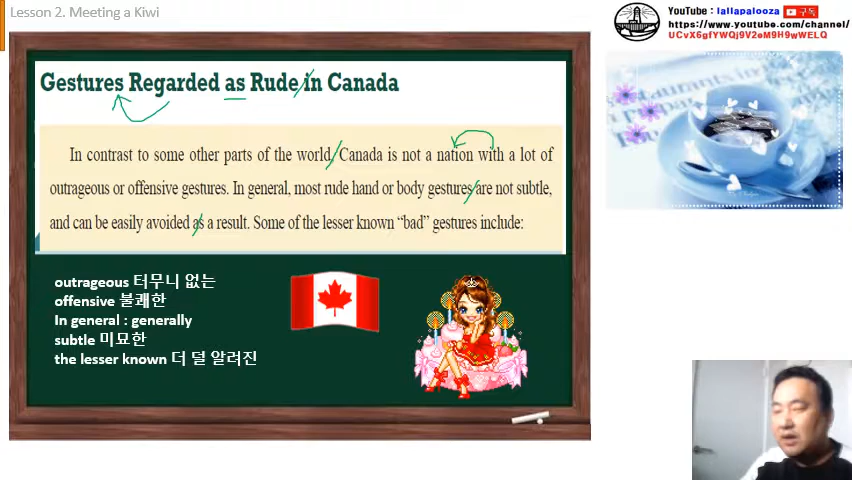 Lesson 2. Meeting a Kiwi
YouTube : lallapalooza 구독
https://www.youtube.com/channel/
UCvX6gfYWQj9V2eM9H9wWELQ
Gestures Regarded as Rude in Canada
In contrast to some other parts of the world, Canada is not a nation with a lot of
outrageous or offensive gestures. In general, most rude hand or body gestures are not subtle,
and can be easily avoided as a result. Some of the lesser known “bad” gestures include:
outrageous 터무니 없는
offensive 불쾌한
In general : generally
subtle 미묘한
the lesser known 더 덜 알려진